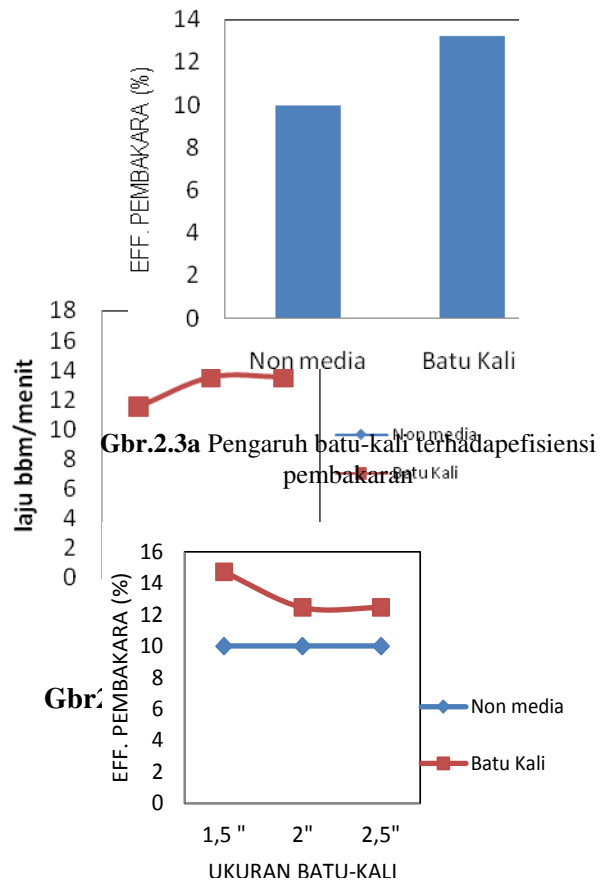 EFF. PEMBAKARA (%)
14
12
10
8
6
4
2
0
Non media Batu Kali
laju bbm/menit
18
16
14
12
10
8
6
4
2
0
Non media
Batu Kali
Gbr.2.3a Pengaruh batu-kali terhadapefisiensi
pembakaran
Gbr2
EFF. PEMBAKARA (%)
16
14
12
10
8
6
4
2
0
1,5 " 2" 2,5"
UKURAN BATU-KALI
Non media
Batu Kali